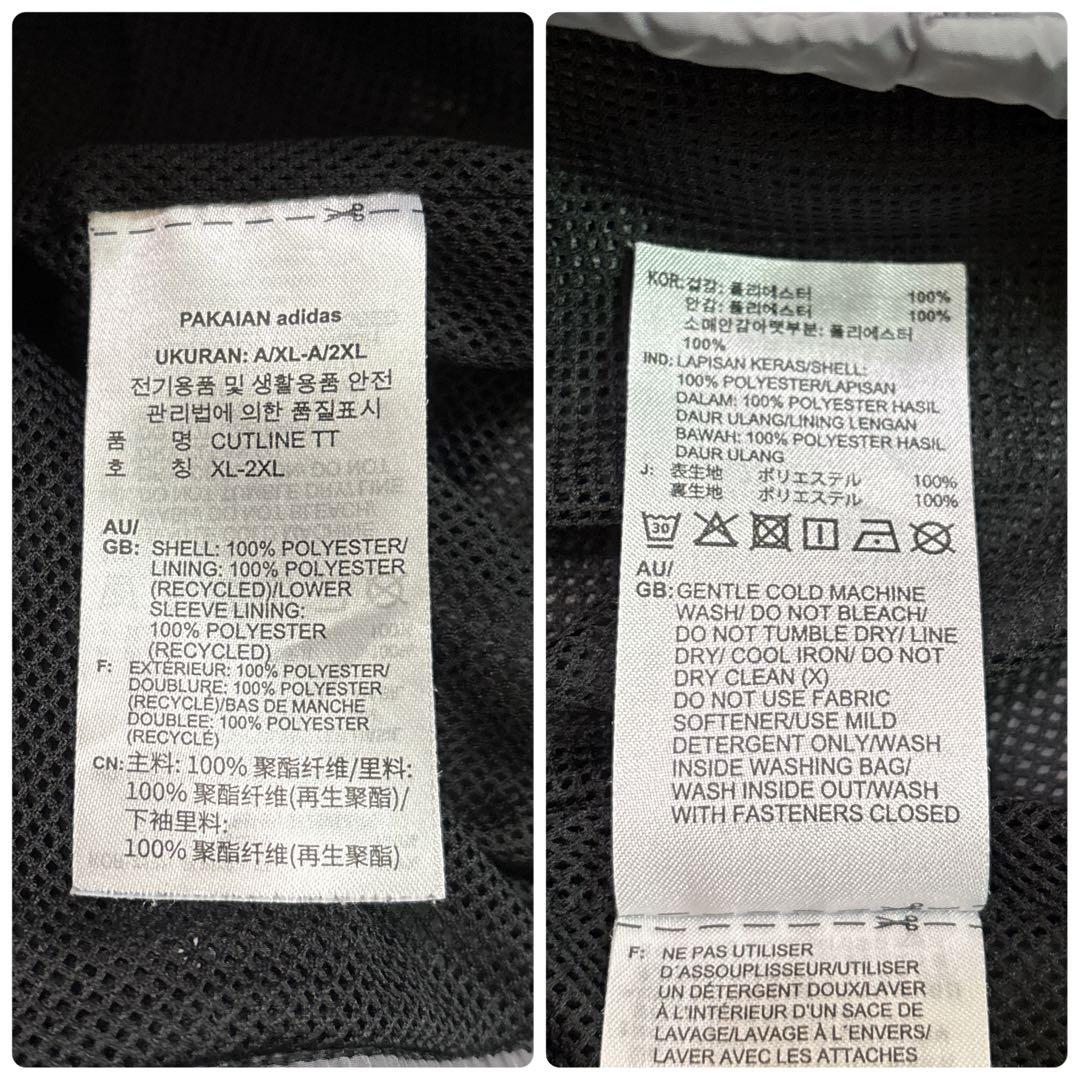 PAKAIAN adidas
UKURAN: A/XL-A/2XL
전기용품 및 생활용품 안전
관리법에 의한 품질표시
품 명 CUTLINE TT
호 칭 XL-2XL
AU/
GB: SHELL: 100% POLYESTER/
LINING: 100% POLYESTER
(RECYCLED)/LOWER
SLEEVE LINING:
100% POLYESTER
(RECYCLED)
F: EXTÉRIEUR: 100% POLYESTER/
DOUBLURE: 100% POLYESTER
(RECYCLÉ)/BAS DE MANCHE
DOUBLEE: 100% POLYESTER
(RECYCLÉ)
CN: 主料: 100% 聚酯纤维/里料:
100% 聚酯纤维(再生聚酯)/
下袖里料:
100% 聚酯纤维(再生聚酯)
KOR: 겉감: 폴리에스터 100%
안감: 폴리에스터 100%
소매안감아랫부분: 폴리에스터
100%
IND: LAPISAN KERAS/SHELL:
100% POLYESTER/LAPISAN
DALAM: 100% POLYESTER HASIL
DAUR ULANG/LINING LENGAN
BAWAH: 100% POLYESTER HASIL
DAUR ULANG
J: 表生地 ポリエステル 100%
裏生地 ポリエステル 100%
30
AU/
GB: GENTLE COLD MACHINE
WASH/ DO NOT BLEACH/
DO NOT TUMBLE DRY/ LINE
DRY/ COOL IRON/ DO NOT
DRY CLEAN (X)
DO NOT USE FABRIC
SOFTENER/USE MILD
DETERGENT ONLY/WASH
INSIDE WASHING BAG/
WASH INSIDE OUT/WASH
WITH FASTENERS CLOSED
F: NE PAS UTILISER
D'ASSOUPLISSEUR/UTILISER
UN DÉTERGENT DOUX/LAVER
À L'INTÉRIEUR D'UN SAC DE
LAVAGE/LAVAGE À L'ENVERS/
LAVER AVEC LES ATTACHES